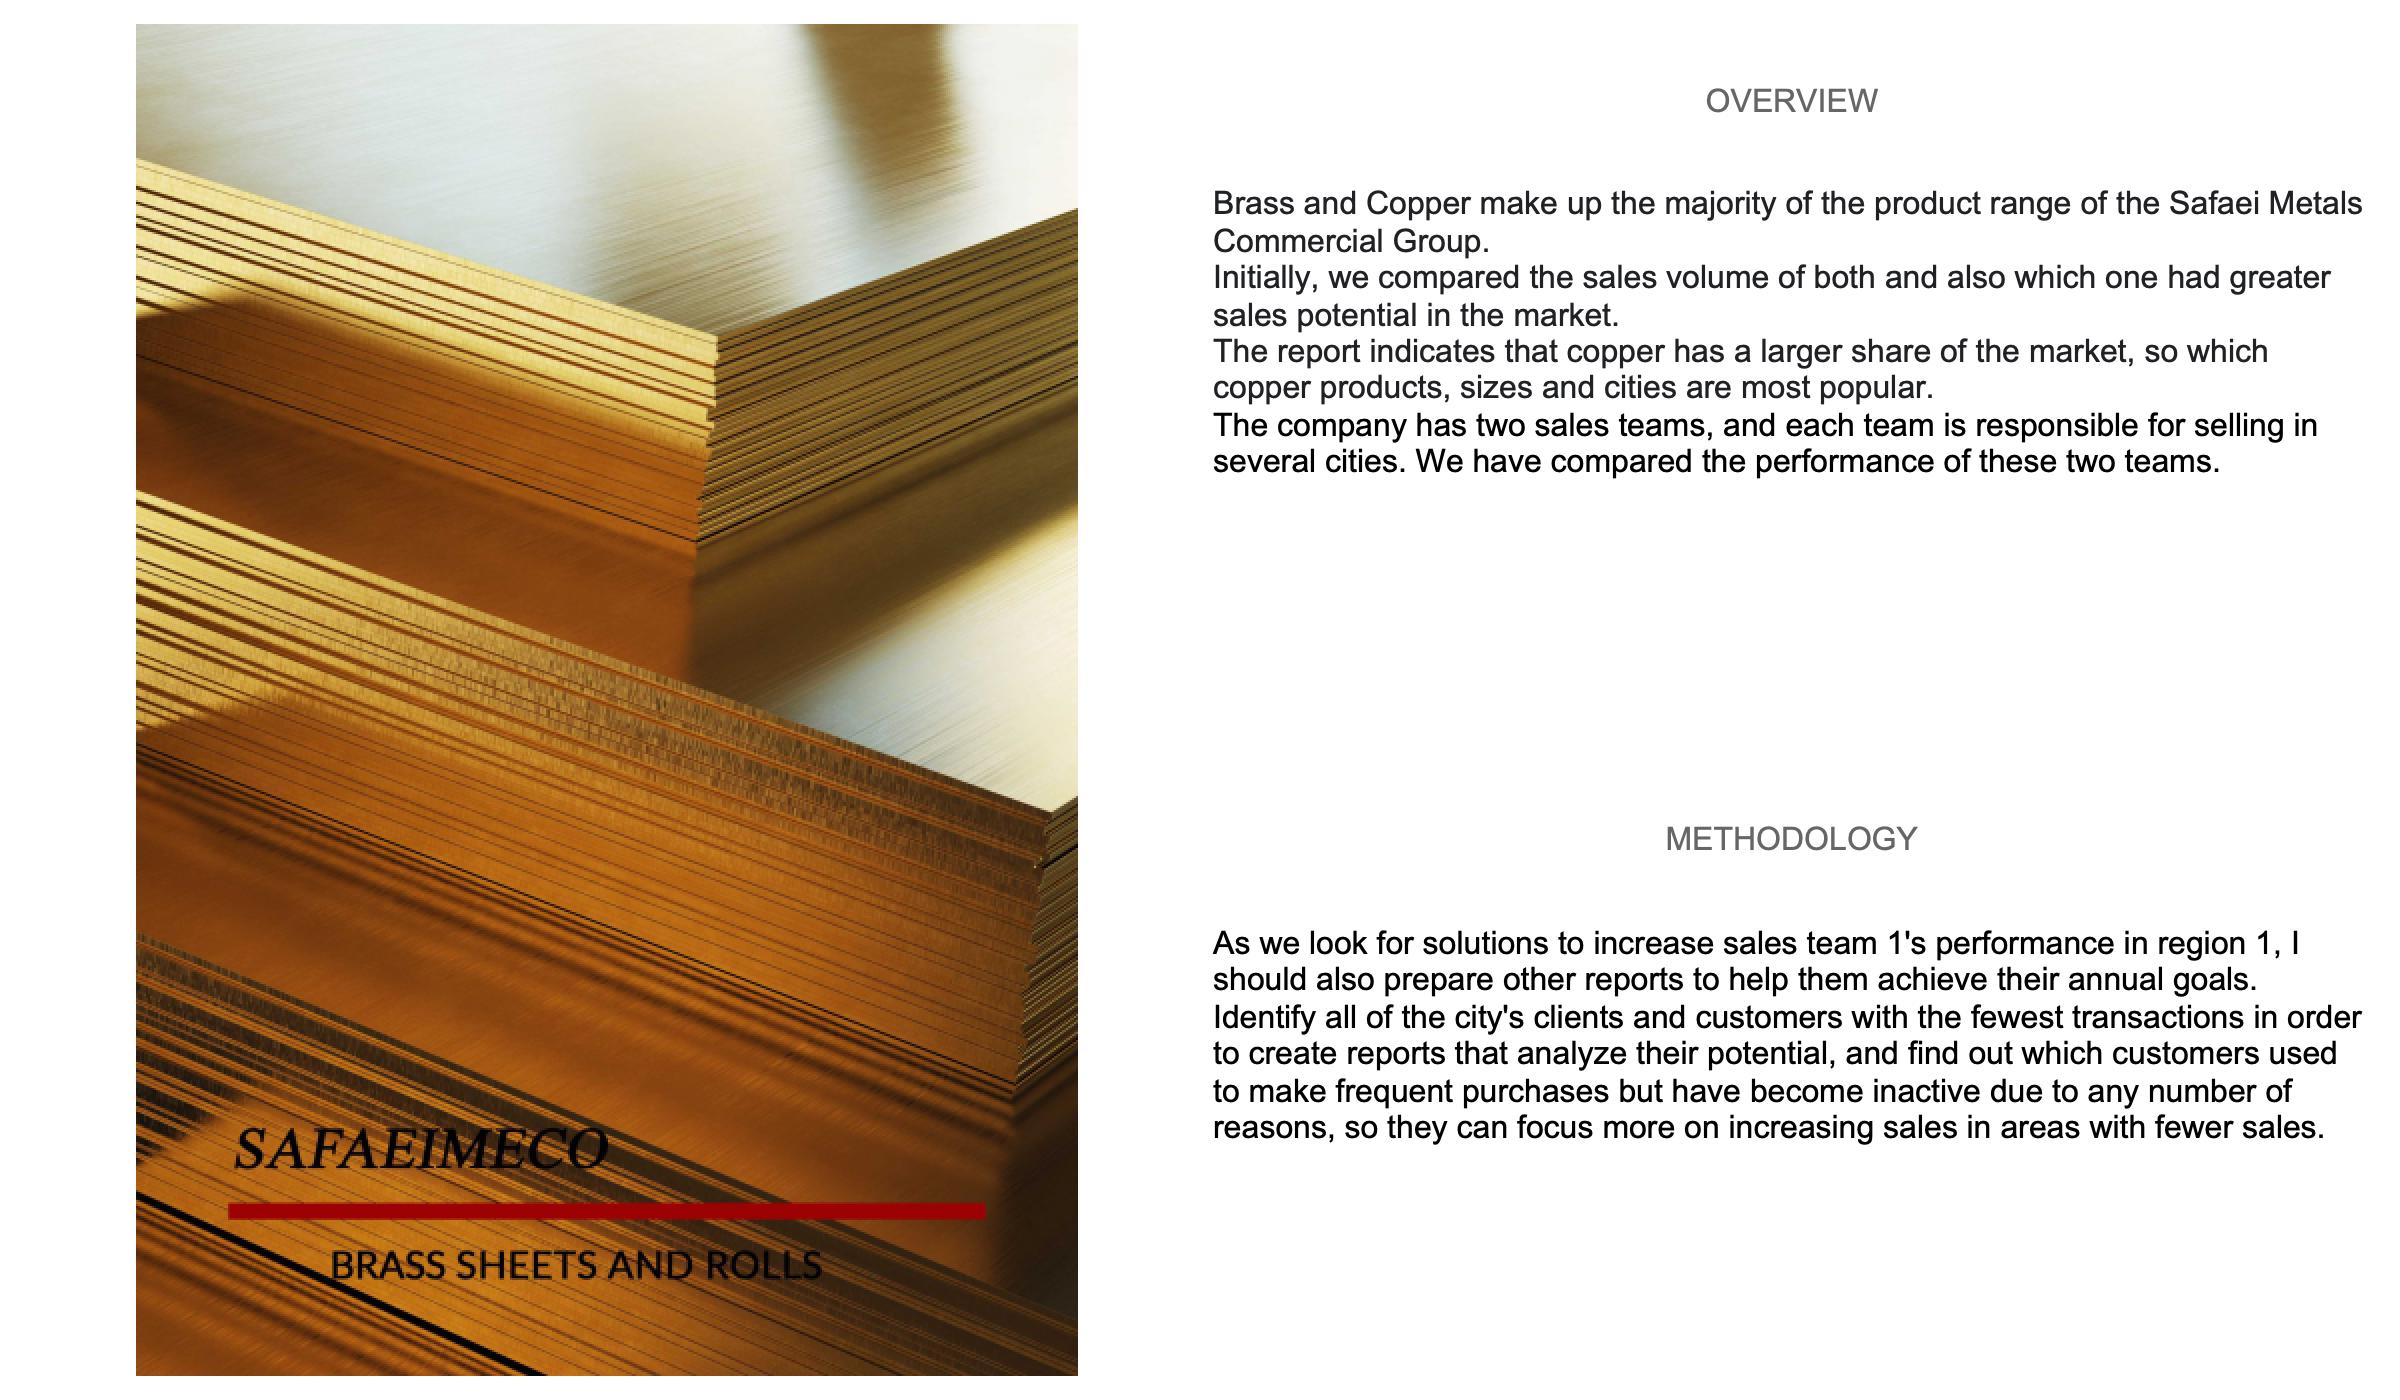 OVERVIEW
Brass and Copper make up the majority of the product range of the Safaei Metals
Commercial Group.
Initially, we compared the sales volume of both and also which one had greater
sales potential in the market.
The report indicates that copper has a larger share of the market, so which
copper products, sizes and cities are most popular.
The company has two sales teams, and each team is responsible for selling in
several cities. We have compared the performance of these two teams.
METHODOLOGY
As we look for solutions to increase sales team 1's performance in region 1, I
should also prepare other reports to help them achieve their annual goals.
Identify all of the city's clients and customers with the fewest transactions in order
to create reports that analyze their potential, and find out which customers used
to make frequent purchases but have become inactive due to any number of
reasons, so they can focus more on increasing sales in areas with fewer sales.
SAFAEIMECO
BRASS SHEETS AND ROLLS